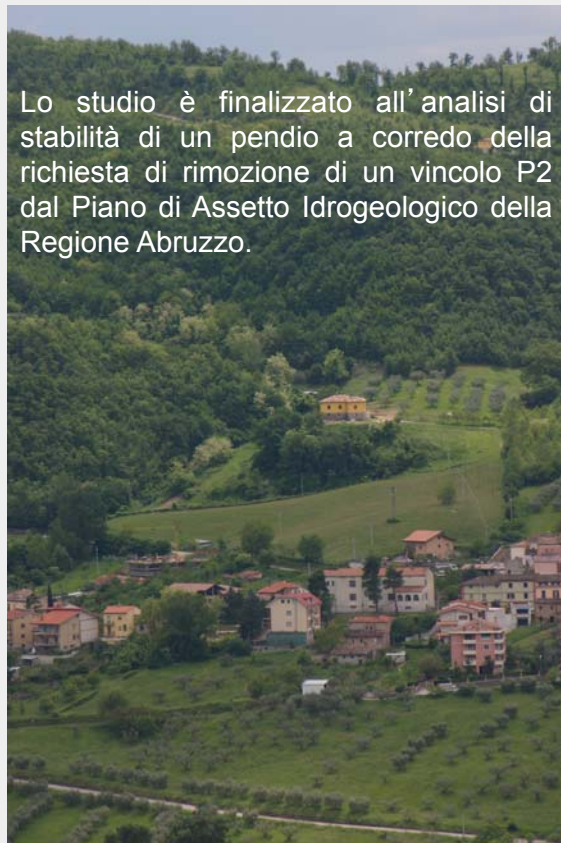 Lo studio è finalizzato all’analisi di
stabilità di un pendio a corredo della
richiesta di rimozione di un vincolo P2
dal Piano di Assetto Idrogeologico della
Regione Abruzzo.